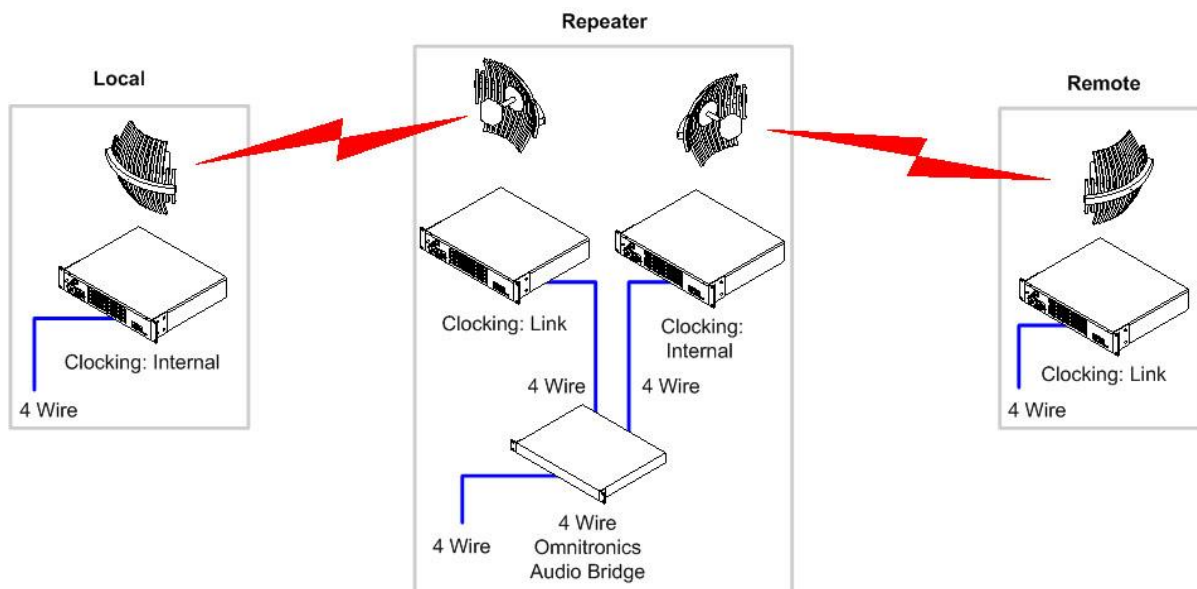 Repeater
Local
Remote
Clocking: Internal
4 Wire
Clocking: Link
Clocking:
Internal
4 Wire
4 Wire
4 Wire
4 Wire
Omnitronics
Audio Bridge
Clocking: Link
4 Wire